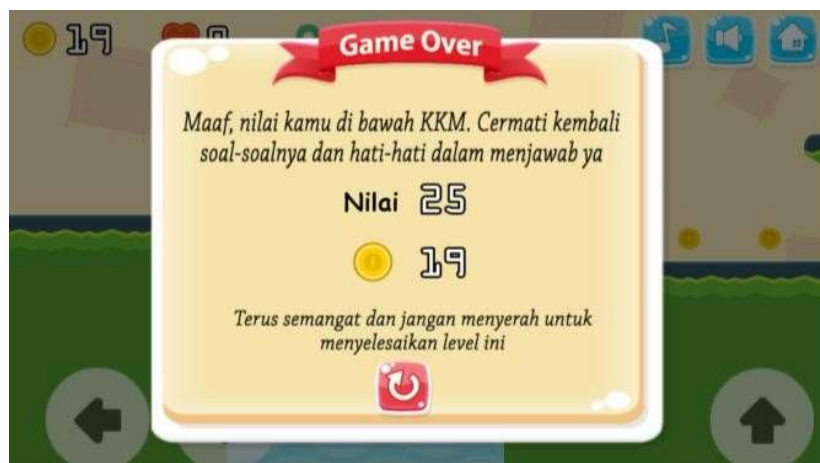 19
Game Over
Maaf, nilai kamu di bawah KKM. Cermati kembali
soal-soalnya dan hati-hati dalam menjawab ya
Nilai 25
19
Terus semangat dan jangan menyerah untuk
menyelesaikan level ini